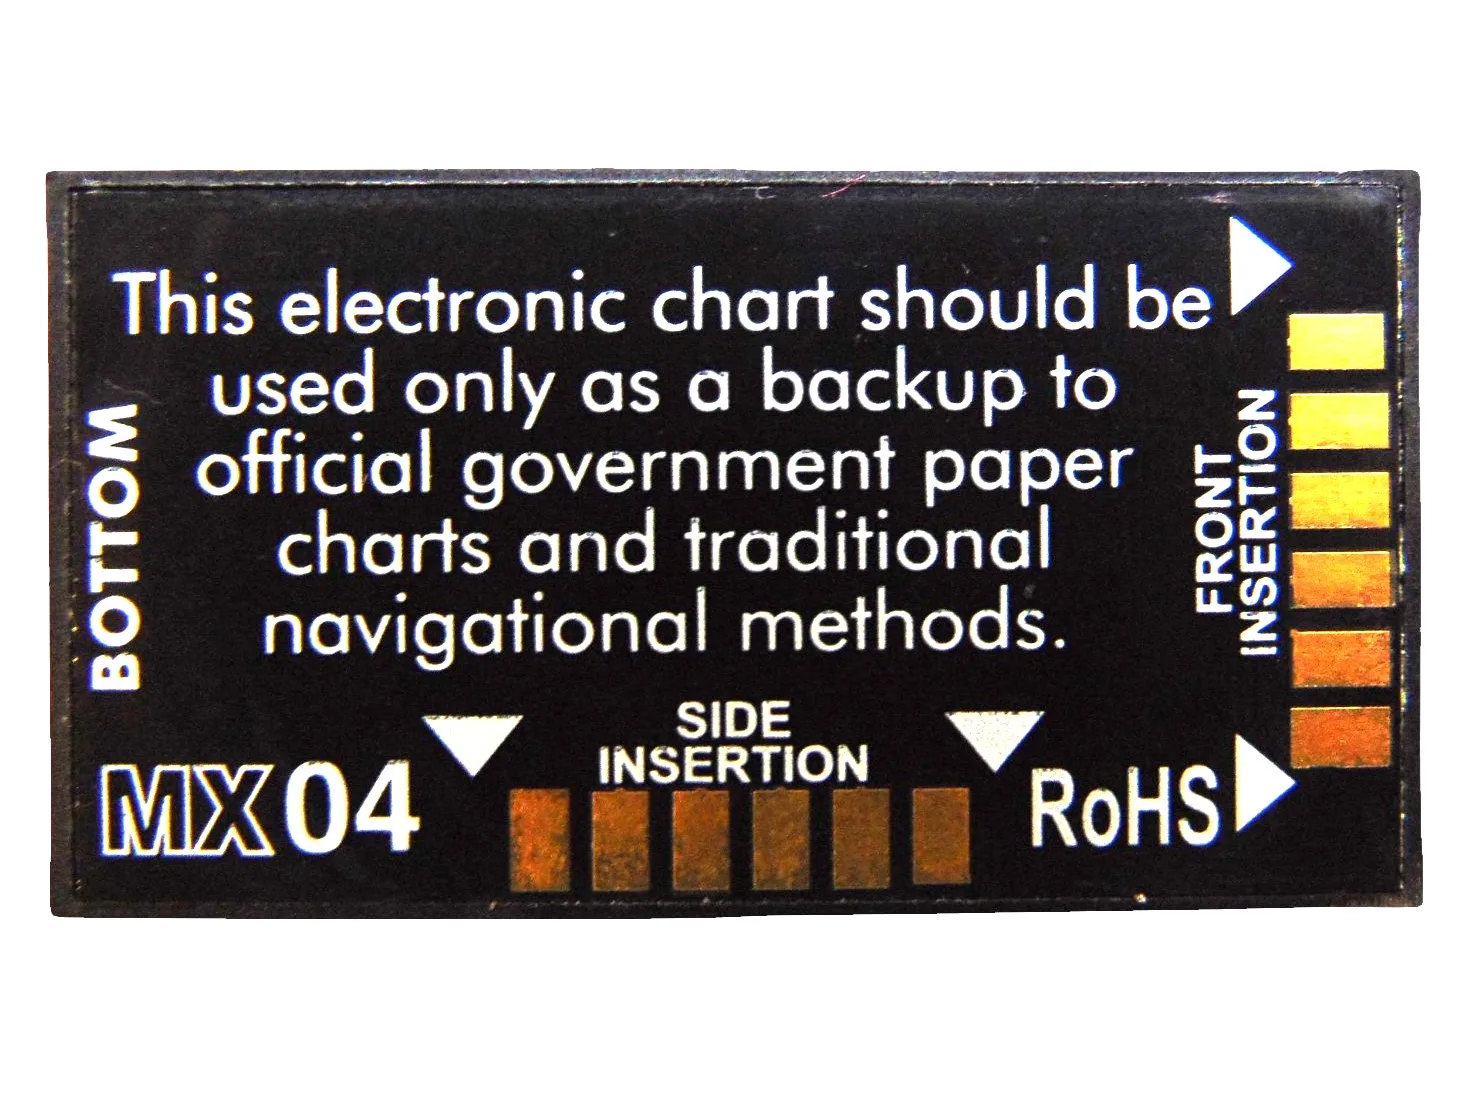 This electronic chart should be
used only as a backup to
official government paper
charts and traditional
navigational methods.
BOTTOM
FRONT
INSERTION
SIDE
INSERTION
MX04
RoHS